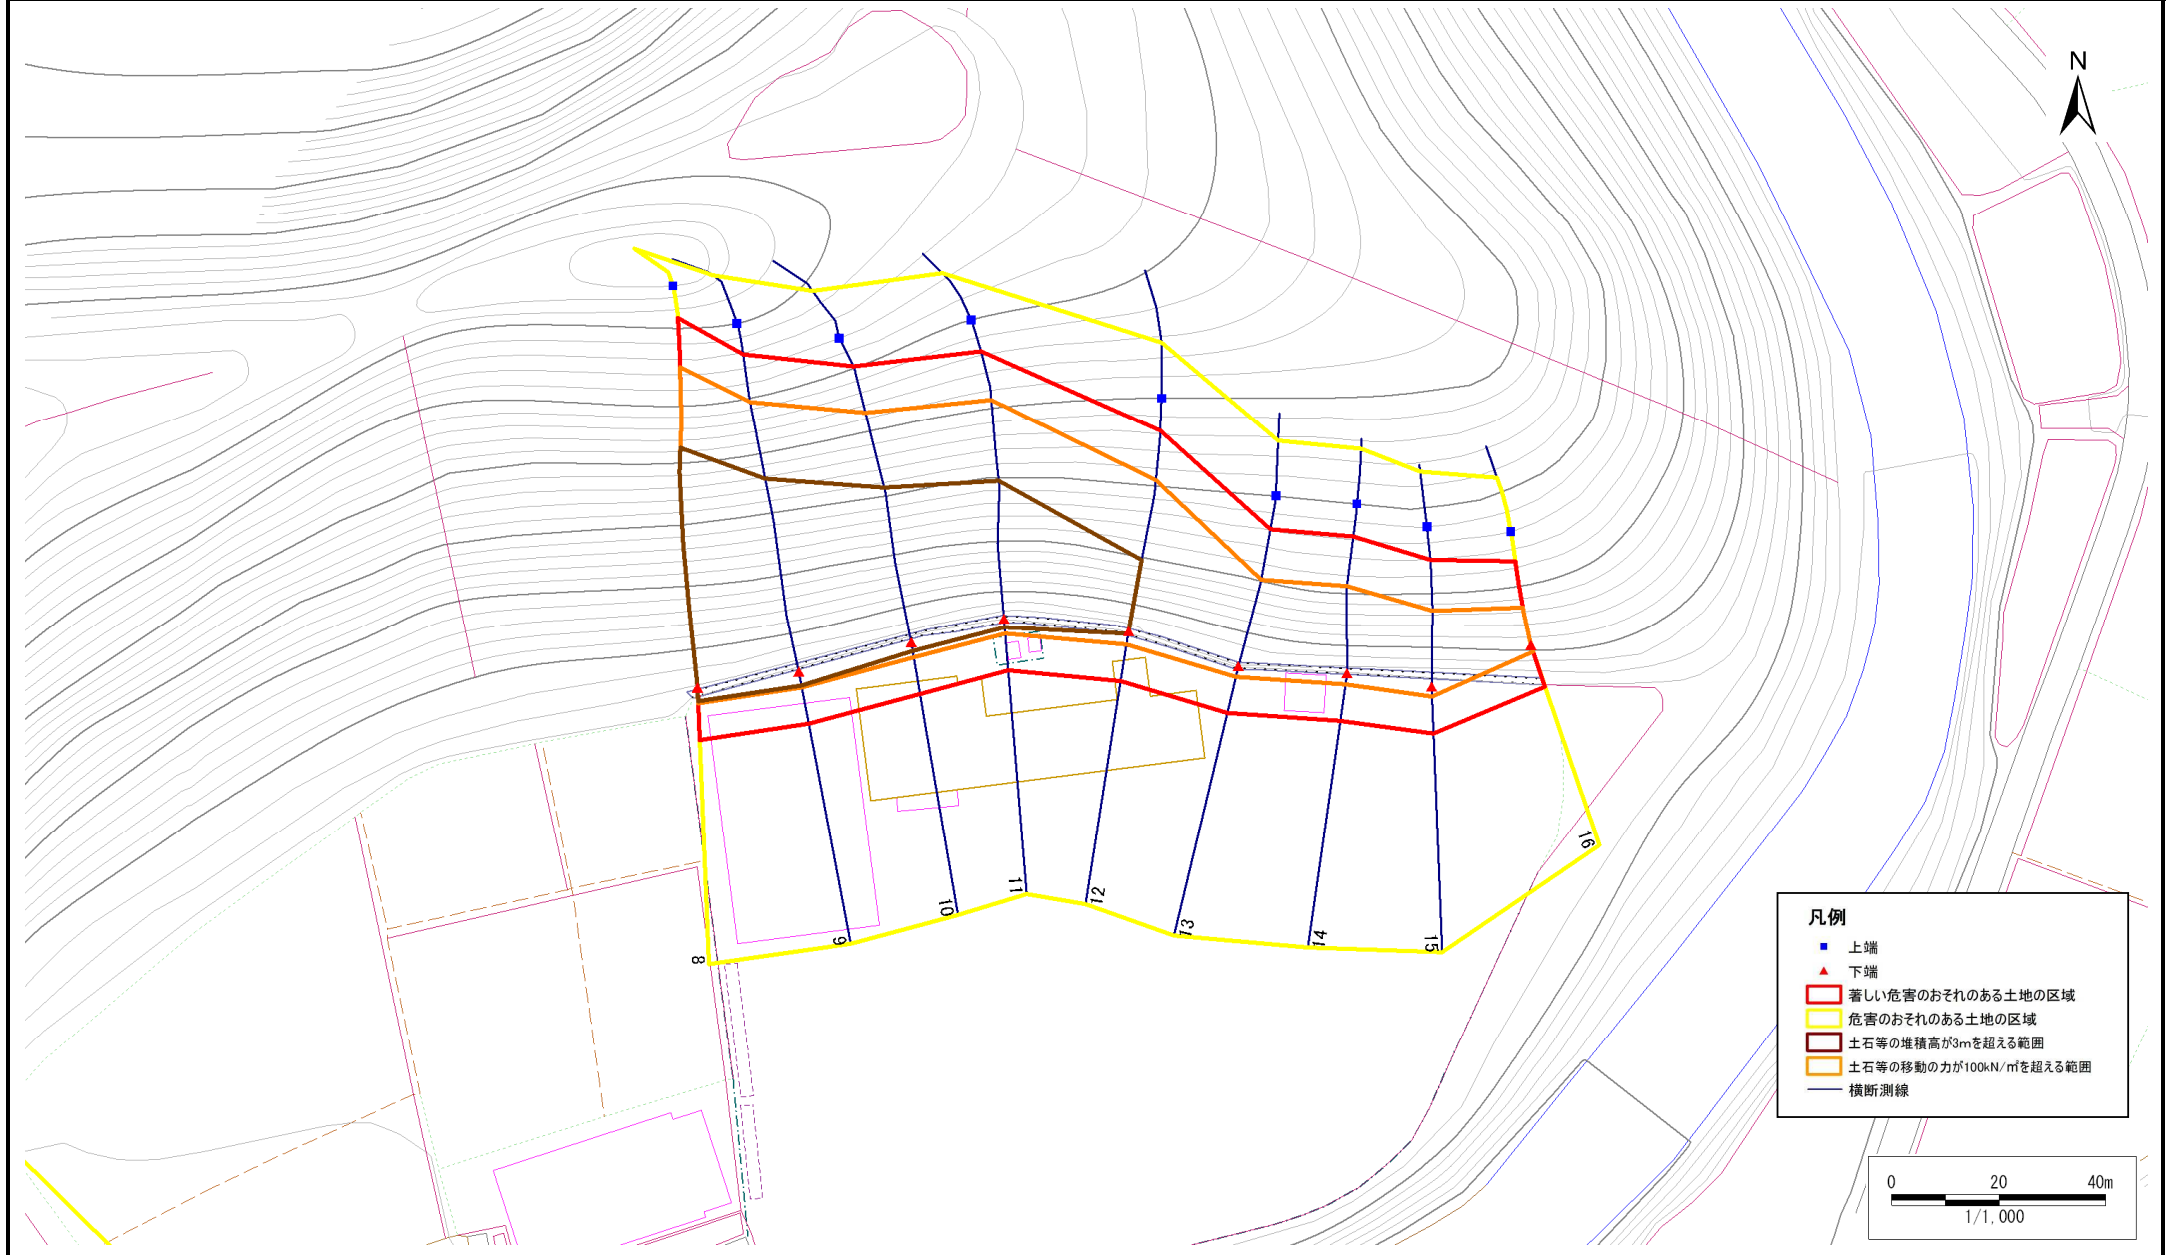 N
8
9
10
11
12
13
14
15
16
凡例
上端
下端
著しい危害のおそれのある土地の区域
危害のおそれのある土地の区域
土石等の堆積高が3mを超える範囲
土石等の移動の力が100kN/㎡を超える範囲
横断測線
0 20 40m
1/1,000